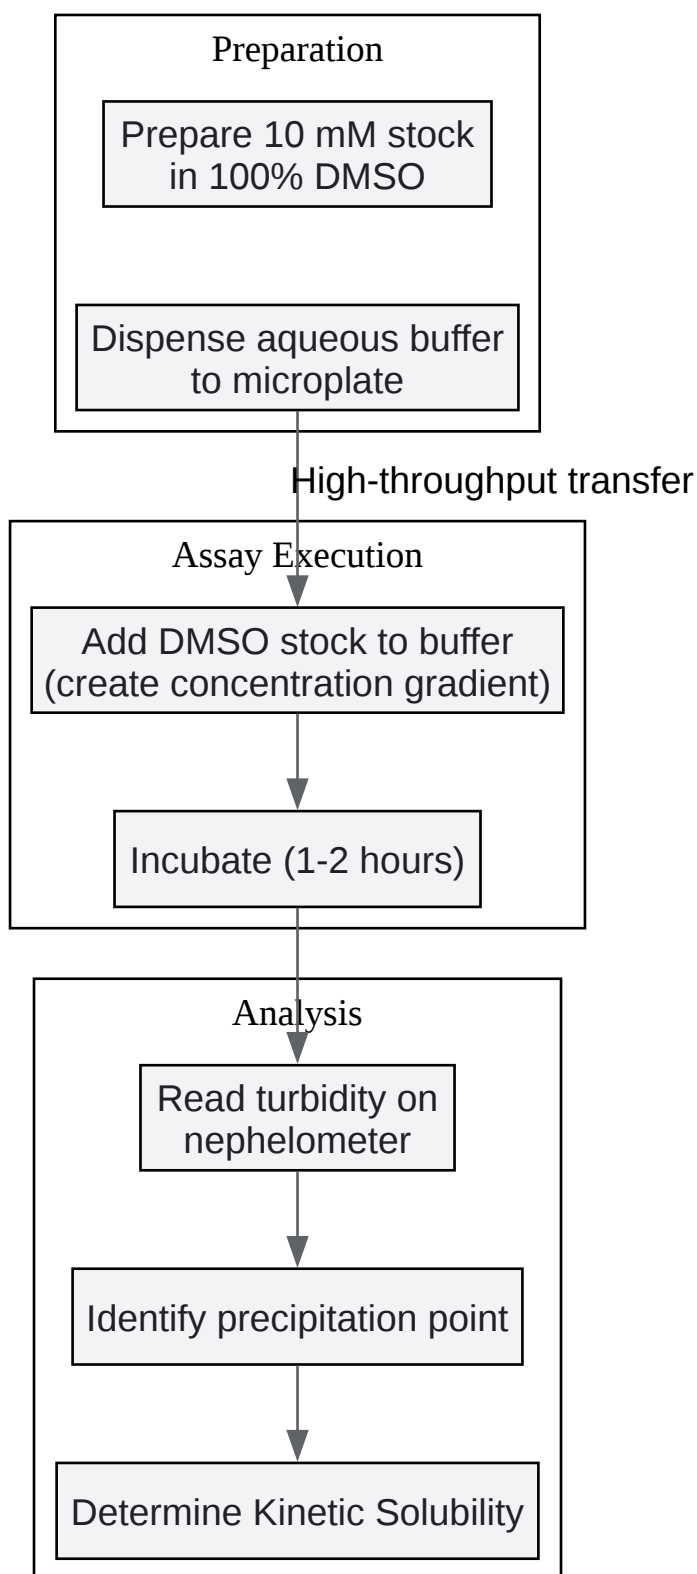 Preparation
Prepare 10 mM stock
in 100% DMSO
Dispense aqueous buffer
to microplate
High-throughput transfer
Assay Execution
Add DMSO stock to buffer
(create concentration gradient)
Incubate (1-2 hours)
Analysis
Read turbidity on
nephelometer
Identify precipitation point
Determine Kinetic Solubility